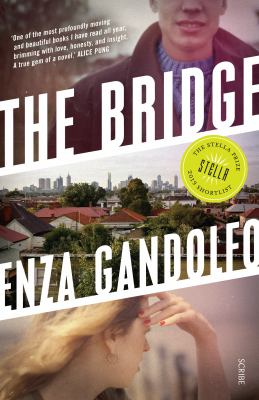 'One of the most profoundly moving
and beautiful books I have read all year,
brimming with love, honesty, and insight.
A true gem of a novel.' ALICE PUNG
THE BRIDGE
THE STELLA PRIZE
STELLA
2019 SHORTLIST
ENZA GANDOLFO
SCRIBE